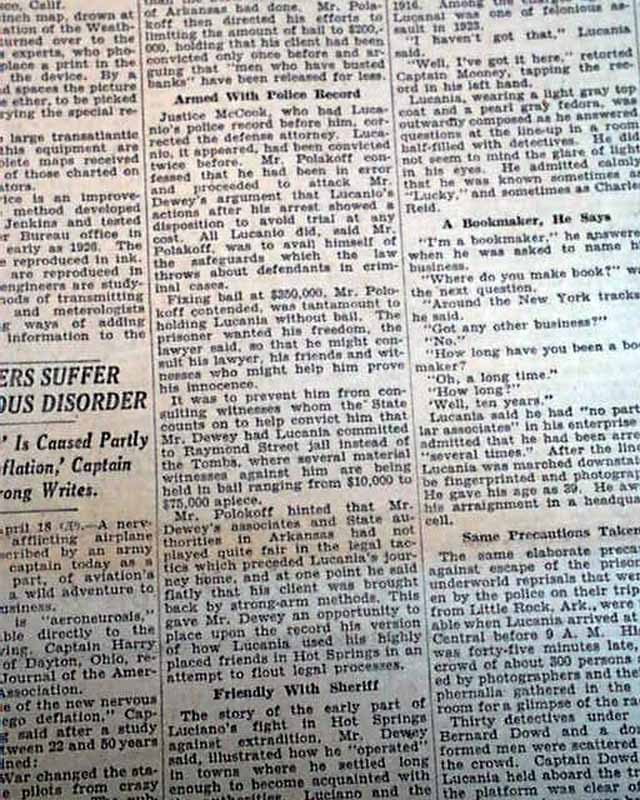 sco, Calif.
inch map, drown at
ation of the Weath-
turned over to the
experts, who pho-
place a print in the
the device. By a
d spaces the picture
e ether, to be picked
rying the special re-
large transatlantic
this equipment are
plete maps received
of those charted on
ators.
vice is an improve-
method developed
Jenkins and tested
r Bureau office in
early as 1926. The
e reproduced in ink.
are reproduced in
engineers are study-
hods of transmitting
and meterologists
g ways of adding
information to the
ERS SUFFER
OUS DISORDER
' Is Caused Partly
flation,' Captain
rong Writes.
April 18 (AP).—A nerv-
afflicting airplane
scribed by an army
captain today as a
part, of aviation's
a wild adventure to
usiness.
is "aeroneurosis,"
ble directly to the
ying. Captain Harry
of Dayton, Ohio, re-
Journal of the Amer-
Association.
se of the new nervous
ego deflation," Cap-
g said after a study
tween 22 and 50 years
ined:
War changed the sta-
e pilots from crazy
of Arkansas had done. Mr. Pola-
koff then directed his efforts to
limiting the amount of bail to $200,-
000, holding that his client had been
convicted only once before and ar-
guing that "men who have busted
banks" have been released for less.
Armed With Police Record
Justice McCook, who had Luca-
nio's police record before him, cor-
rected the defense attorney. Luca-
nio, it appeared, had been convicted
twice before. Mr. Polakoff con-
fessed that he had been in error
and proceeded to attack Mr.
Dewey's argument that Lucanio's
actions after his arrest showed a
disposition to avoid trial at any
cost. All Lucanio did, said Mr.
Polakoff, was to avail himself of
the safeguards which the law
throws about defendants in crim-
inal cases.
Fixing bail at $350,000, Mr. Polo-
koff contended, was tantamount to
holding Lucania without bail. The
prisoner wanted his freedom, the
lawyer said, so that he might con-
sult his lawyer, his friends and wit-
nesses who might help him prove
his innocence.
It was to prevent him from con-
sulting witnesses whom the State
counts on to help convict him that
Mr. Dewey had Lucania committed
to Raymond Street jail instead of
the Tombs, where several material
witnesses against him are being
held in bail ranging from $10,000 to
$75,000 apiece.
Mr. Polokoff hinted that Mr.
Dewey's associates and State au-
thorities in Arkansas had not
played quite fair in the legal tac-
tics which preceded Lucania's jour-
ney home, and at one point he said
flatly that his client was brought
back by strong-arm methods. This
gave Mr. Dewey an opportunity to
place upon the record his version
of how Lucania used his highly
placed friends in Hot Springs in an
attempt to flout legal processes.
Friendly With Sheriff
The story of the early part of
Luciano's fight in Hot Springs
against extradition, Mr. Dewey
said, illustrated how he "operated"
in towns where he settled long
enough to become acquainted with
Luciano and the
1916. Among the
Lucanal was one of felonious as-
sault in 1923.
"I haven't got that," Lucania
said.
"Well, I've got it here," retorted
Captain Mooney, tapping the rec-
ord in his left hand.
Lucania, wearing a light gray top
coat and a pearl gray fedora, was
outwardly composed as he answered
questions at the line-up in a room
half-filled with detectives. He did
not seem to mind the glare of light
in his eyes. He admitted calmly
that he was known sometimes as
"Lucky," and sometimes as Charle
Reid.
A Bookmaker, He Says
"I'm a bookmaker," he answere
when he was asked to name h
business.
"Where do you make book?" w
the next question.
"Around the New York track
he said.
"Got any other business?"
"No."
"How long have you been a boo
maker?
"Oh, a long time."
"How long?"
"Well, ten years."
Lucania said he had "no par
lar associates" in his enterprise
admitted that he had been arre
"several times." After the line
Lucania was marched downstai
be fingerprinted and photograp
He gave his age as 39. He aw
his arraignment in a headqua
cell.
Same Precautions Taken
The same elaborate preca
against escape of the prison
underworld reprisals that wer
en by the police on their trip
from Little Rock, Ark., were
able when Lucania arrived at
Central before 9 A. M. Hi
was forty-five minutes late,
crowd of about 300 persons
ed by photographers and the
phernalia gathered in the
room for a glimpse of the ra
Thirty detectives under
Bernard Dowd and a do
formed men were scattered
the crowd. Captain Dow
Lucania held aboard the t
the platform was clear